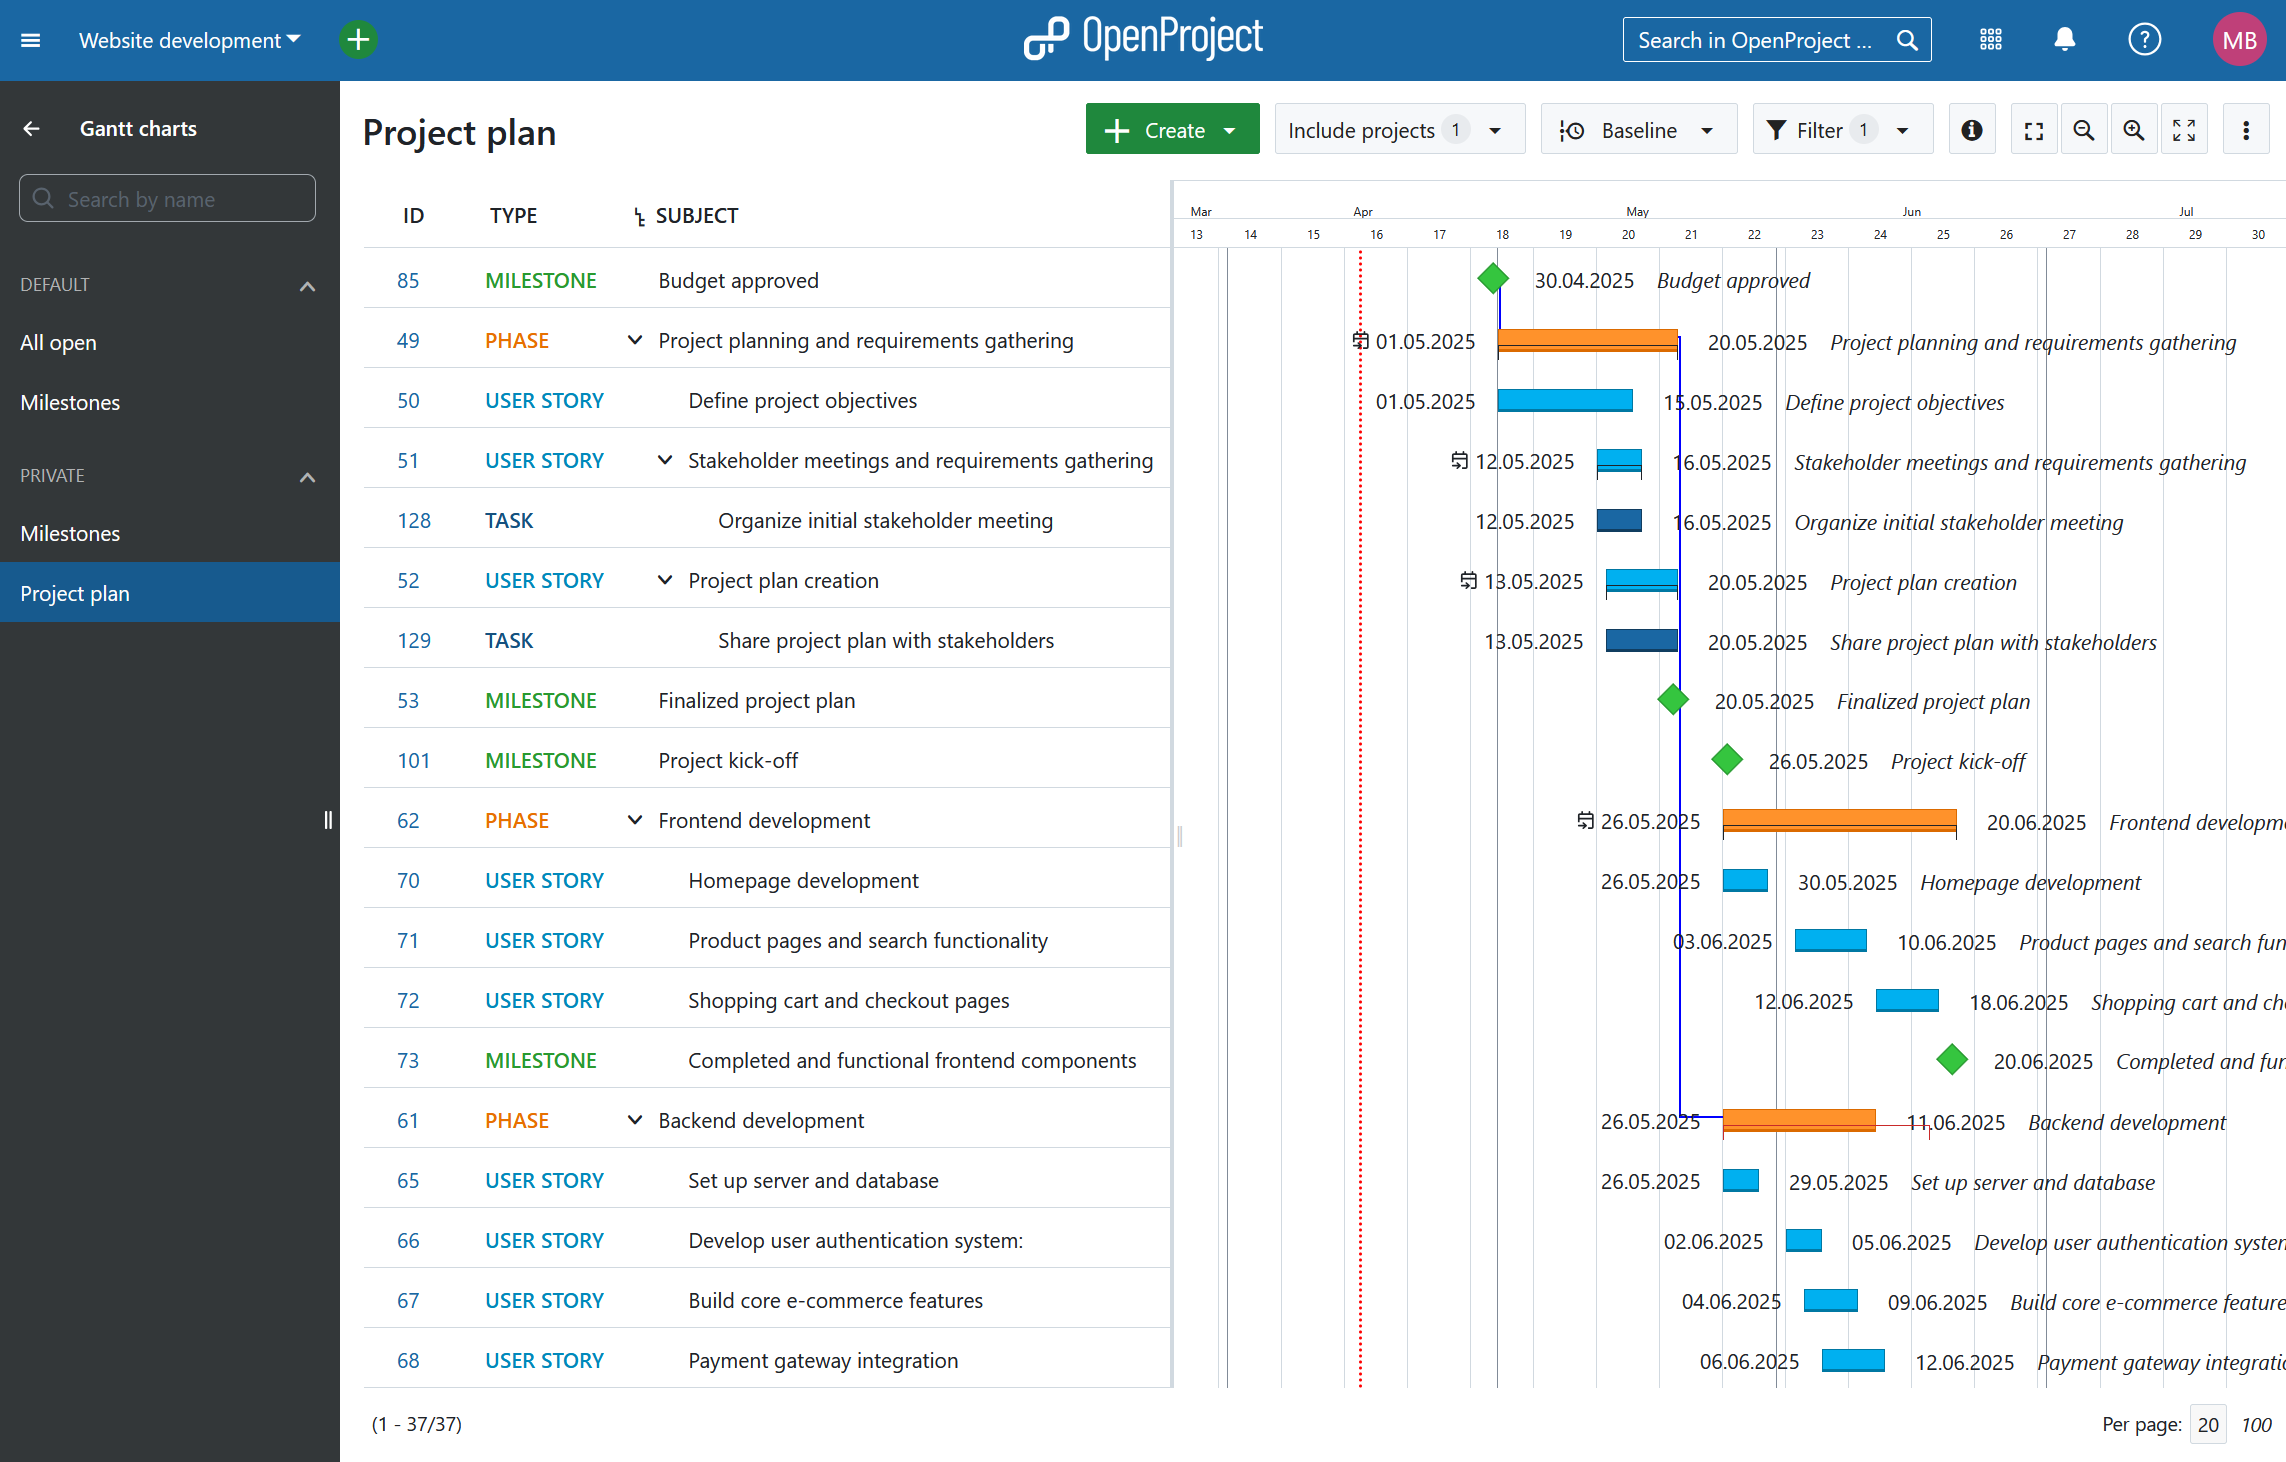 Website development
OpenProject
Search in OpenProject ...
MB
Gantt charts
Search by name
DEFAULT
All open
Milestones
PRIVATE
Milestones
Project plan
Project plan
Create
Include projects 1
Baseline
Filter 1
ID TYPE SUBJECT
Mar Apr May Jun Jul
13 14 15 16 17 18 19 20 21 22 23 24 25 26 27 28 29 30
85 MILESTONE Budget approved 30.04.2025 Budget approved
49 PHASE Project planning and requirements gathering 01.05.2025 20.05.2025 Project planning and requirements gathering
50 USER STORY Define project objectives 01.05.2025 15.05.2025 Define project objectives
51 USER STORY Stakeholder meetings and requirements gathering 12.05.2025 16.05.2025 Stakeholder meetings and requirements gathering
128 TASK Organize initial stakeholder meeting 12.05.2025 16.05.2025 Organize initial stakeholder meeting
52 USER STORY Project plan creation 13.05.2025 20.05.2025 Project plan creation
129 TASK Share project plan with stakeholders 13.05.2025 20.05.2025 Share project plan with stakeholders
53 MILESTONE Finalized project plan 20.05.2025 Finalized project plan
101 MILESTONE Project kick-off 26.05.2025 Project kick-off
62 PHASE Frontend development 26.05.2025 20.06.2025 Frontend developm
70 USER STORY Homepage development 26.05.2025 30.05.2025 Homepage development
71 USER STORY Product pages and search functionality 03.06.2025 10.06.2025 Product pages and search fun
72 USER STORY Shopping cart and checkout pages 12.06.2025 18.06.2025 Shopping cart and che
73 MILESTONE Completed and functional frontend components 20.06.2025 Completed and fun
61 PHASE Backend development 26.05.2025 11.06.2025 Backend development
65 USER STORY Set up server and database 26.05.2025 29.05.2025 Set up server and database
66 USER STORY Develop user authentication system: 02.06.2025 05.06.2025 Develop user authentication system
67 USER STORY Build core e-commerce features 04.06.2025 09.06.2025 Build core e-commerce feature
68 USER STORY Payment gateway integration 06.06.2025 12.06.2025 Payment gateway integratio
(1 - 37/37)
Per page: 20 100